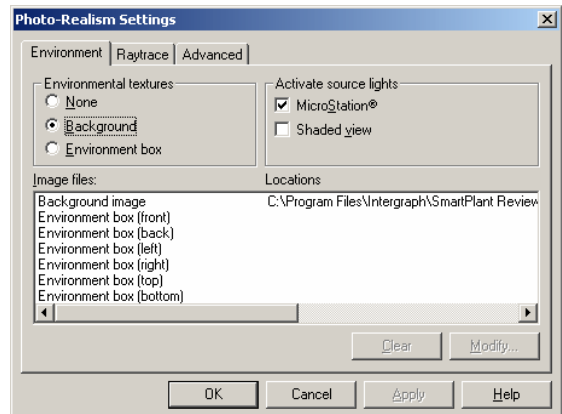 Photo-Realism Settings
Environment Raytrace Advanced
Environmental textures
None
Background
Environment box
Activate source lights
MicroStation®
Shaded view
Image files:
Locations
Background image C:\Program Files\Intergraph\SmartPlant Review
Environment box (front)
Environment box (back)
Environment box (left)
Environment box (right)
Environment box (top)
Environment box (bottom)
Clear Modify...
OK Cancel Apply Help